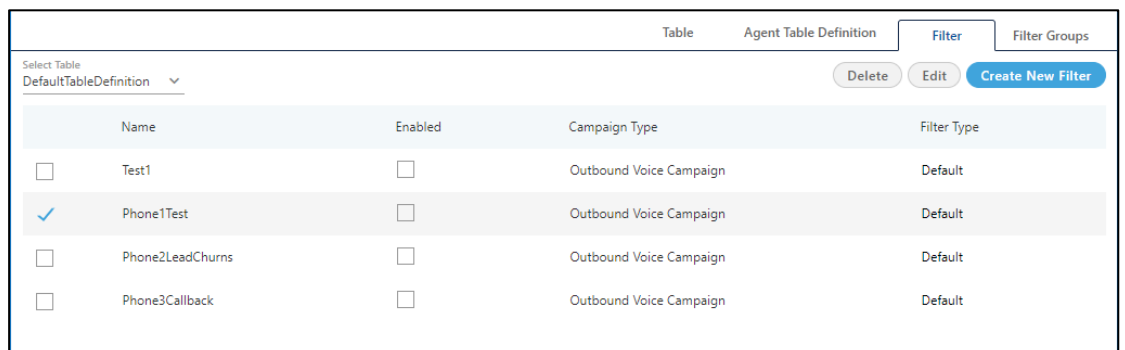 Table Agent Table Definition Filter Filter Groups
Select Table
DefaultTableDefinition
Delete Edit Create New Filter
Name Enabled Campaign Type Filter Type
Test1 Outbound Voice Campaign Default
Phone1Test Outbound Voice Campaign Default
Phone2LeadChurns Outbound Voice Campaign Default
Phone3Callback Outbound Voice Campaign Default